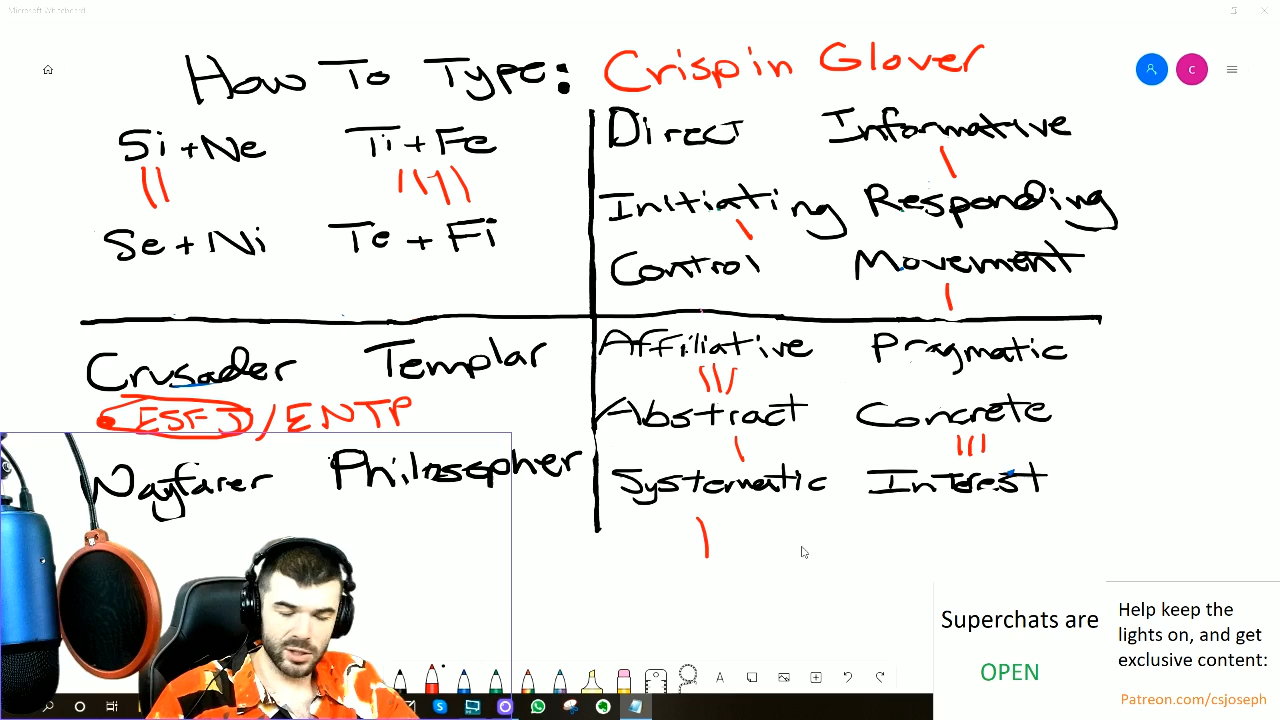 Microsoft Whiteboard
How To Type: Crispin Glover
Si + Ne Ti + Fe
Se + Ni Te + Fi
Direct Informative
Initiating Responding
Control Movement
Crusader Templar
ESFJ / ENTP
Wayfarer Philosopher
Affiliative Pragmatic
Abstract Concrete
Systematic Interest
C
Superchats are
OPEN
Help keep the
lights on, and get
exclusive content:
Patreon.com/csjoseph
A